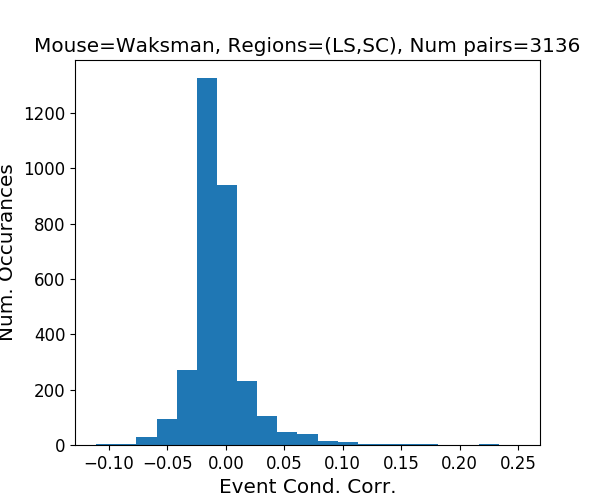 Mouse=Waksman, Regions=(LS,SC), Num pairs=3136
Num. Occurances
1200
1000
800
600
400
200
0
−0.10 −0.05 0.00 0.05 0.10 0.15 0.20 0.25
Event Cond. Corr.